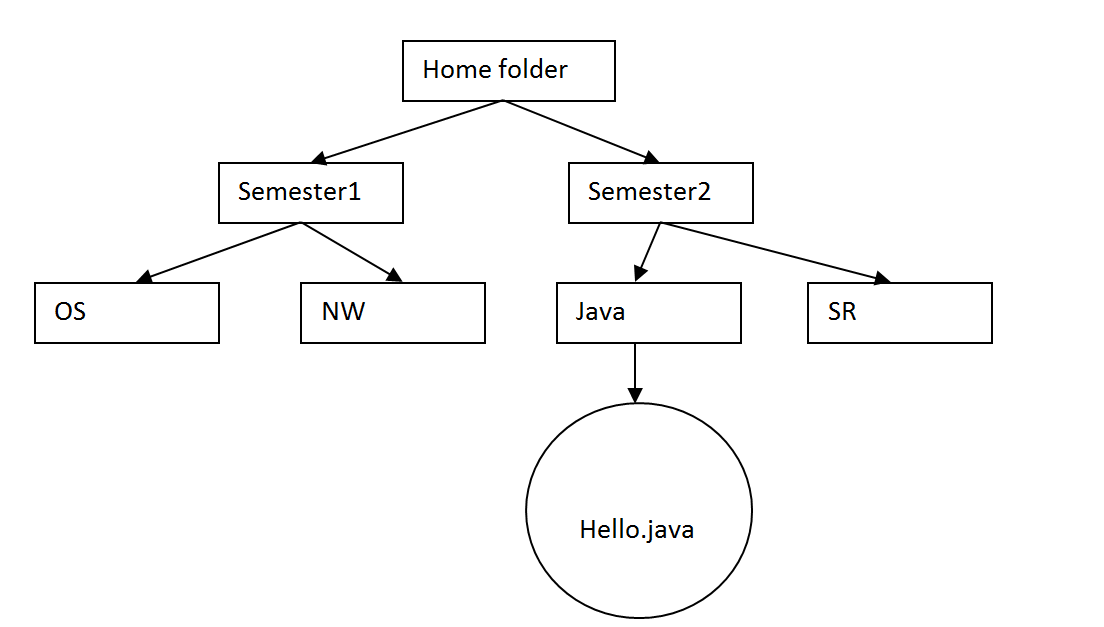 Home folder
Semester1
Semester2
OS
NW
Java
SR
Hello.java